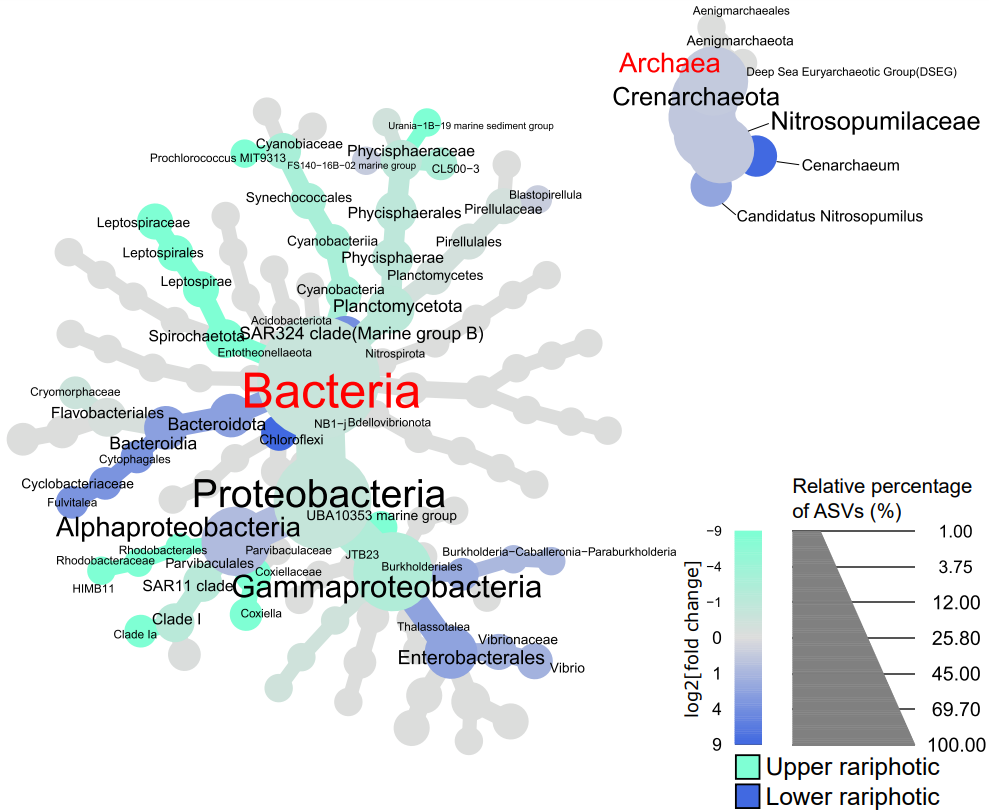 Aenigmarchaeales
Aenigmarchaeota
Archaea
Deep Sea Euryarchaeotic Group(DSEG)
Crenarchaeota
Nitrosopumilaceae
Cenarchaeum
Candidatus Nitrosopumilus
Urania−1B−19 marine sediment group
Cyanobiaceae
Phycisphaeraceae
Prochlorococcus MIT9313
FS140−16B−02 marine group
CL500−3
Synechococcales
Blastopirellula
Phycisphaerales
Pirellulaceae
Leptospiraceae
Cyanobacteriia
Pirellulales
Leptospirales
Phycisphaerae
Planctomycetes
Leptospirae
Cyanobacteria
Planctomycetota
Acidobacteriota
Spirochaetota
SAR324 clade(Marine group B)
Entotheonellaeota
Nitrospirota
Bacteria
Cryomorphaceae
Flavobacteriales
Bacteroidota
NB1−j
Bdellovibrionota
Bacteroidia
Chloroflexi
Cytophagales
Cyclobacteriaceae
Fulvitalea
Proteobacteria
UBA10353 marine group
Alphaproteobacteria
Rhodobacterales
Parvibaculaceae
JTB23
Burkholderia−Caballeronia−Paraburkholderia
Rhodobacteraceae
Parvibaculales
Coxiellaceae
Burkholderiales
HIMB11
SAR11 clade
Gammaproteobacteria
Clade I
Coxiella
Clade Ia
Thalassotalea
Vibrionaceae
Enterobacterales
Vibrio
Relative percentage
of ASVs (%)
log2[fold change]
−9
−4
−1
0
1
4
9
1.00
3.75
12.00
25.80
45.00
69.70
100.00
Upper rariphotic
Lower rariphotic